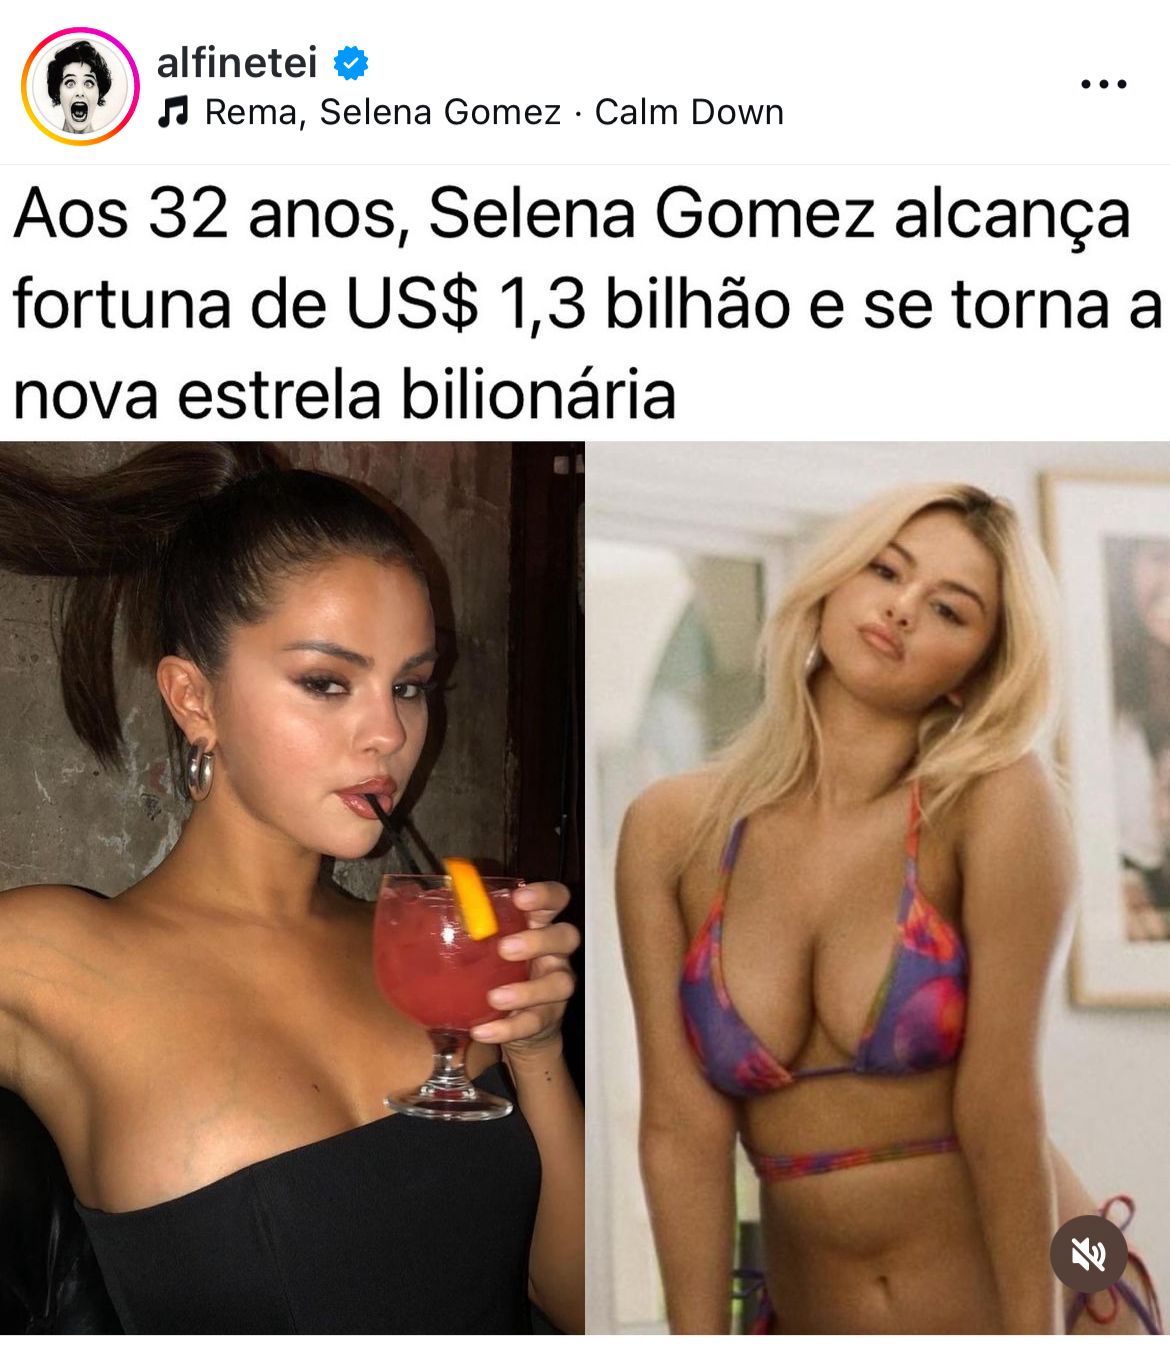 alfinetei
Rema, Selena Gomez · Calm Down
Aos 32 anos, Selena Gomez alcança
fortuna de US$ 1,3 bilhão e se torna a
nova estrela bilionária